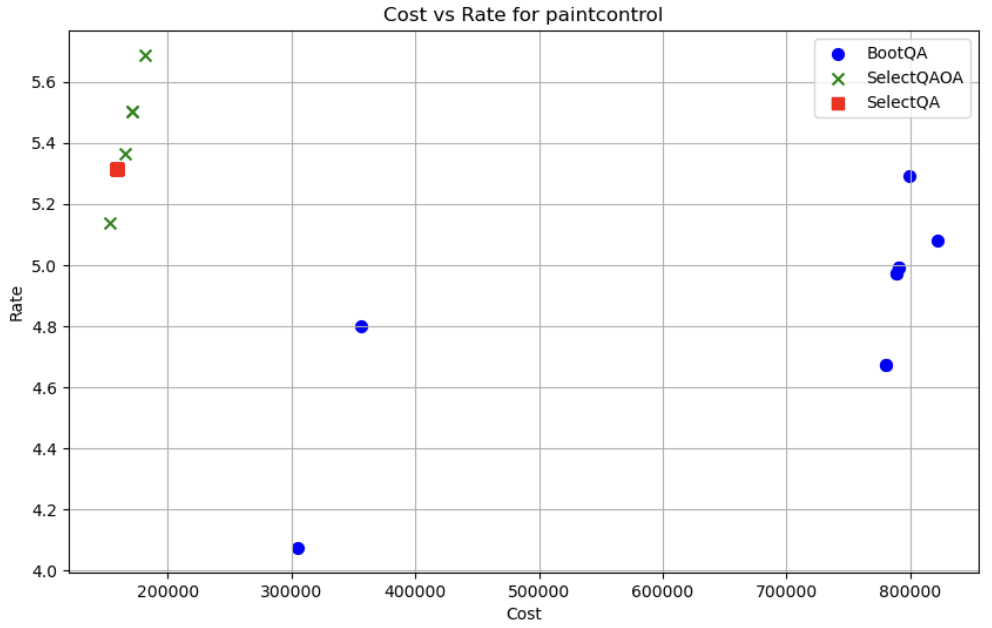 Cost vs Rate for paintcontrol
BootQA
SelectQAOA
SelectQA
Rate
5.6
5.4
5.2
5.0
4.8
4.6
4.4
4.2
4.0
200000 300000 400000 500000 600000 700000 800000
Cost